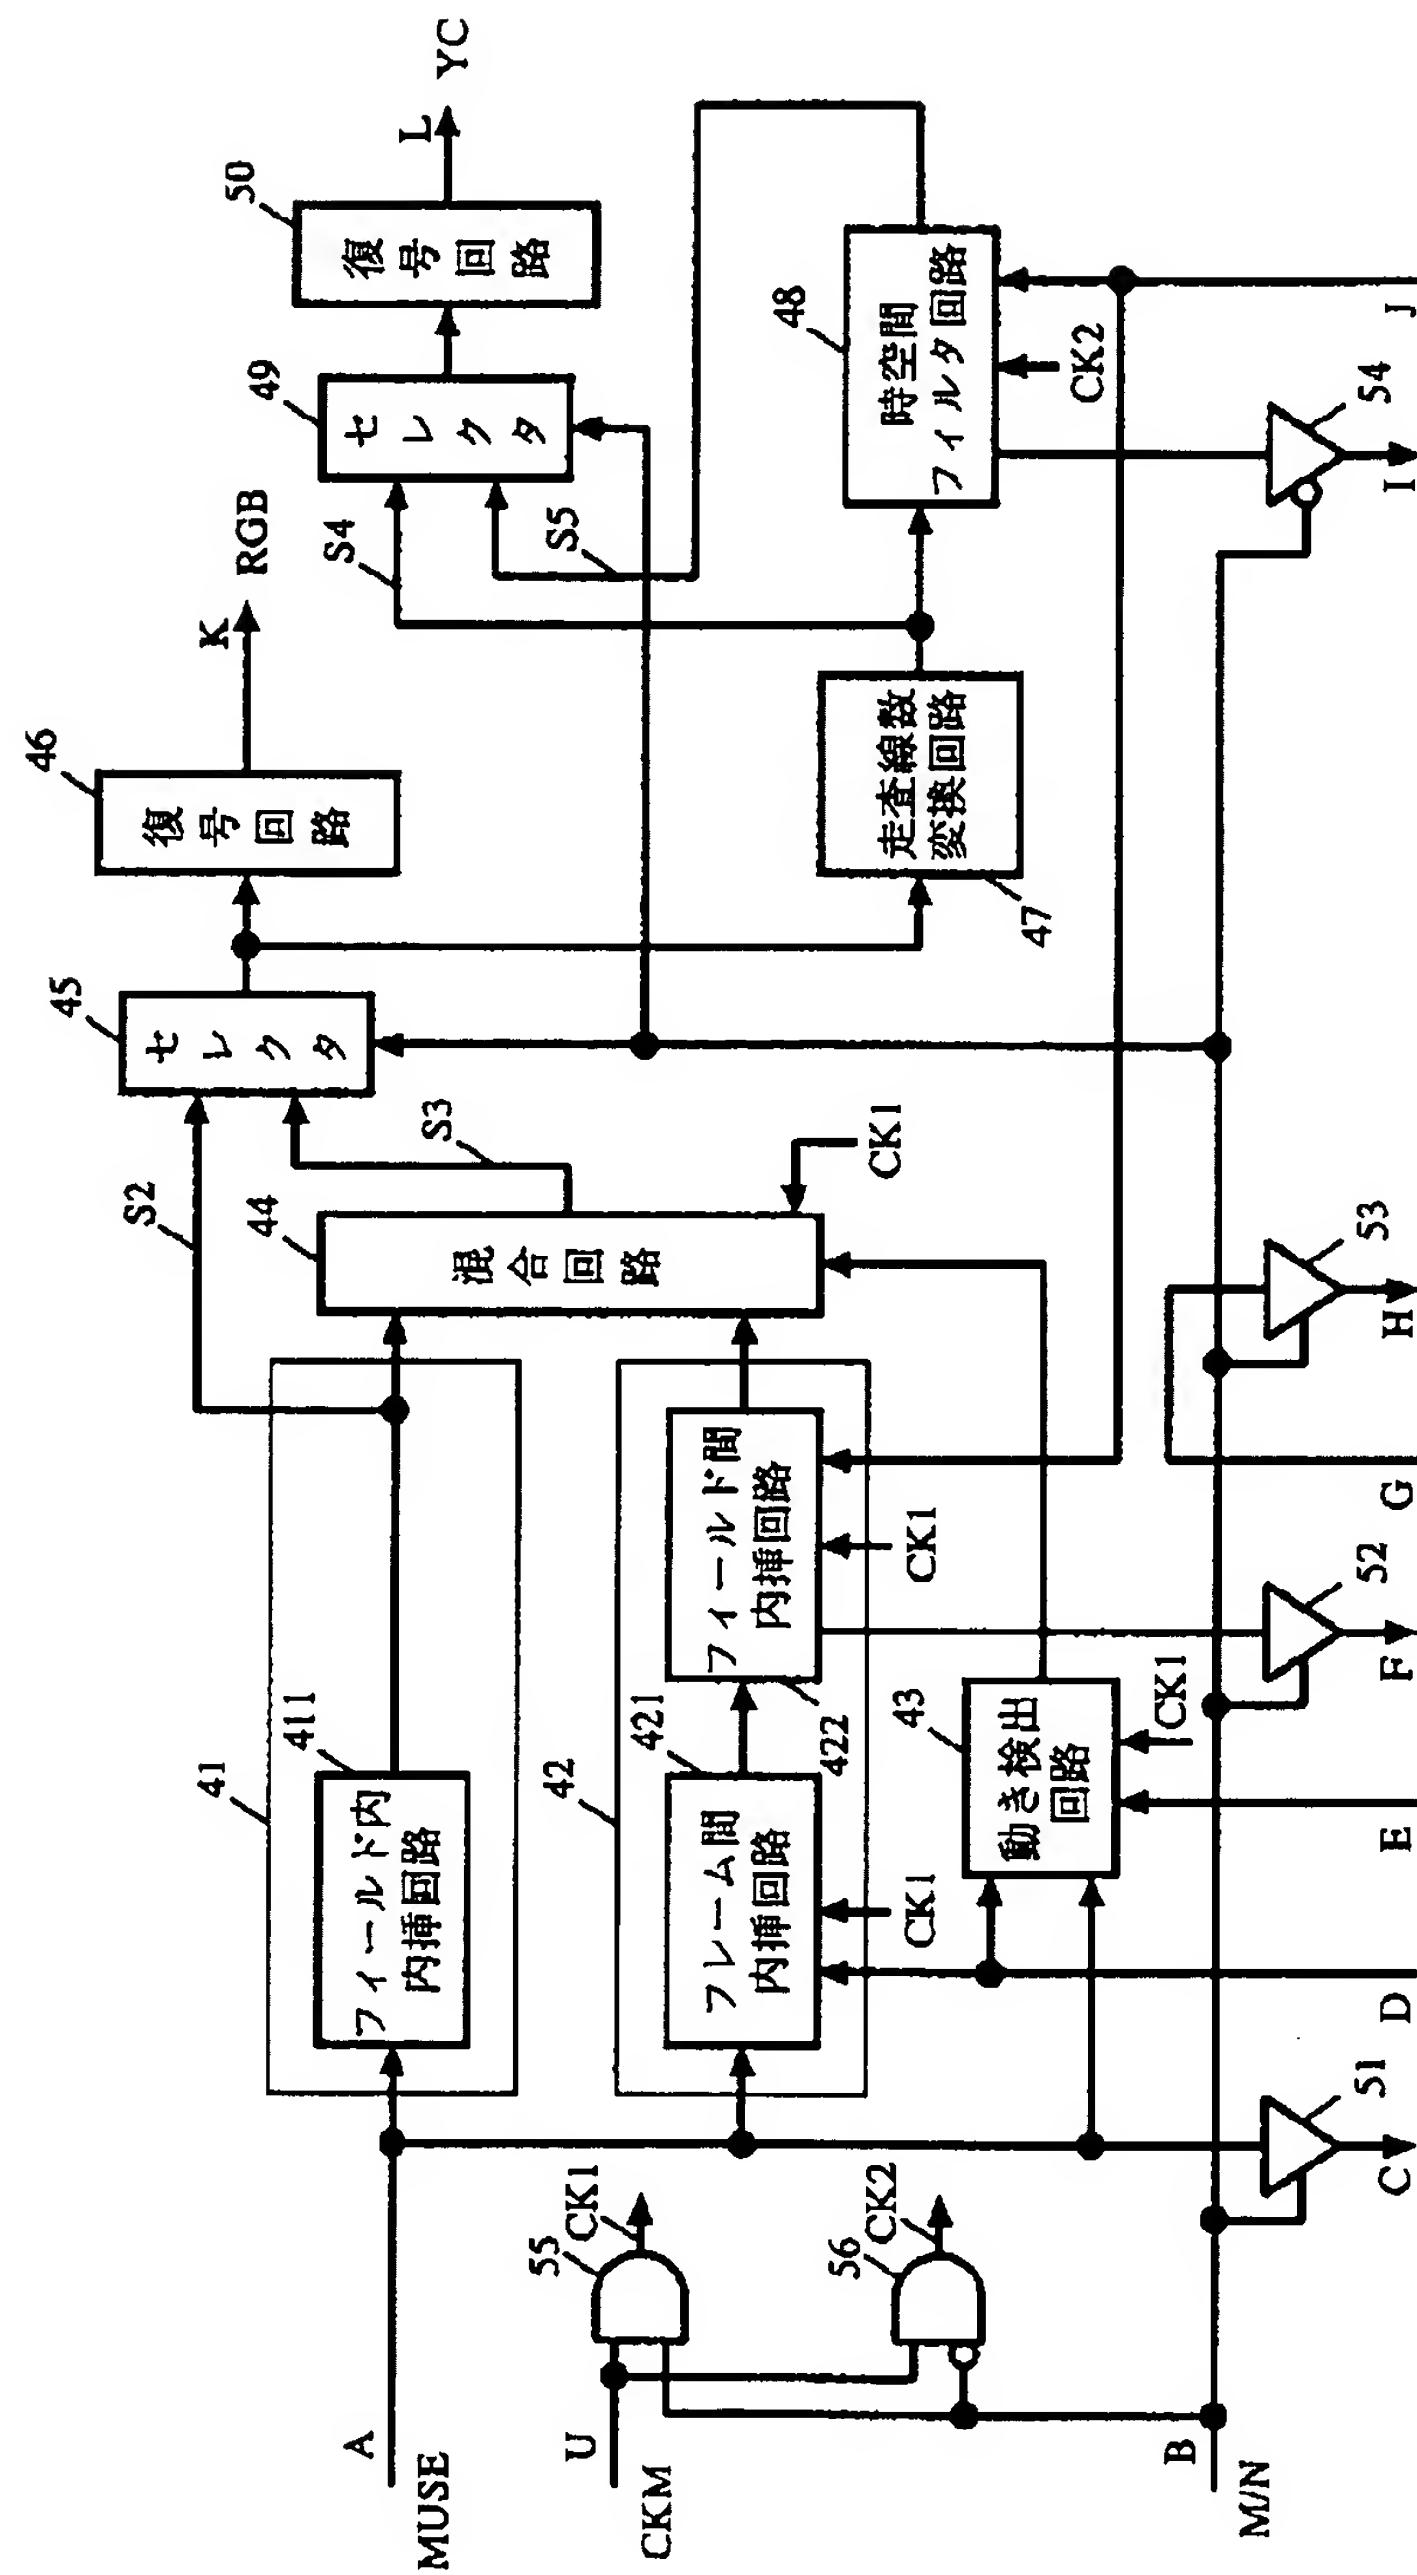 A
MUSE
U
CKM
B
M/N
55
CK1
56
CK2
41
411
フィールド内
内挿回路
42
421
フレーム間
内挿回路
CK1
422
フィールド間
内挿回路
CK1
43
動き検出
回路
CK1
S2
44
混合回路
S3
CK1
45
セレクタ
46
復号回路
K
RGB
47
走査線数
変換回路
S4
S5
48
時空間
フィルタ回路
CK2
49
セレクタ
50
復号回路
L
YC
51
C
D
E
52
F
G
53
H
54
I
J